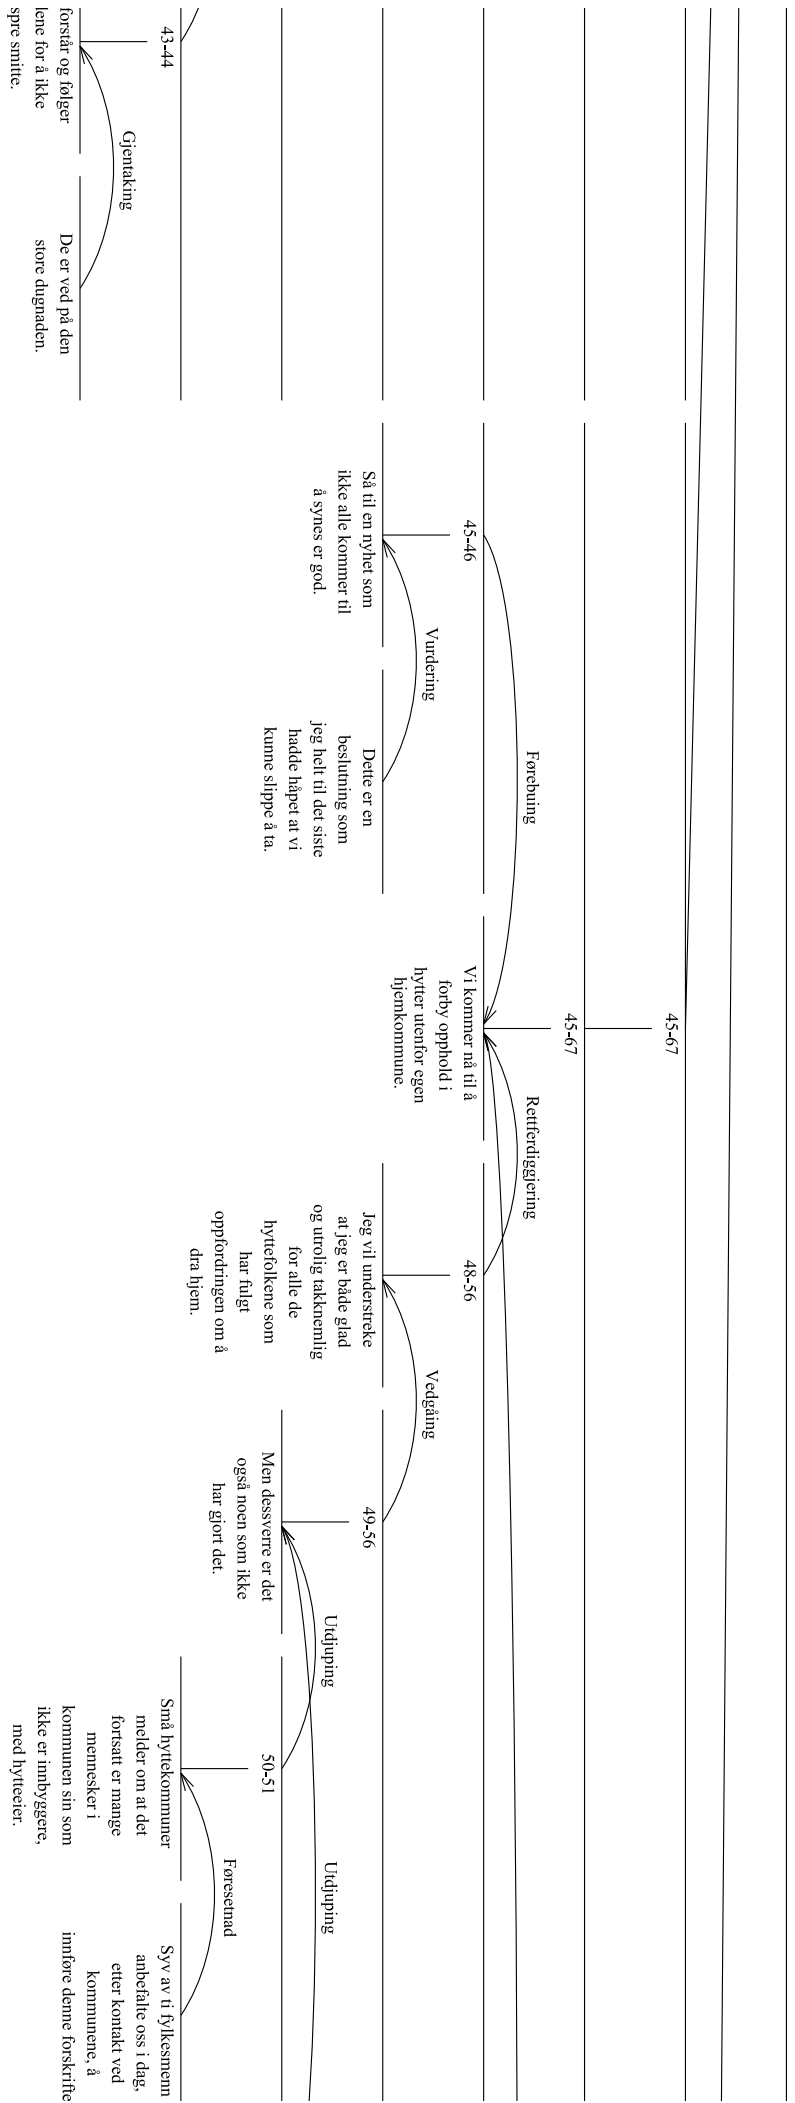 43-44
forstår og følger
lene for å ikke
spre smitte.
Gjentaking
De er ved på den
store dugnaden.
45-46
Så til en nyhet som
ikke alle kommer til
å synes er god.
Vurdering
Dette er en
beslutning som
jeg helt til det siste
hadde håpet at vi
kunne slippe å ta.
Førebuing
45-67
45-67
Vi kommer nå til å
forby opphold i
hytter utenfor egen
hjemkommune.
Rettferdiggjering
48-56
Jeg vil understreke
at jeg er både glad
og utrolig takknemlig
for alle de
hyttefolkene som
har fulgt
oppfordringen om å
dra hjem.
Vedgåing
49-56
Men dessverre er det
også noen som ikke
har gjort det.
Utdjuping
50-51
Små hyttekommuner
melder om at det
fortsatt er mange
mennesker i
kommunen sin som
ikke er innbyggere,
med hytteeier.
Utdjuping
Føresetnad
Syv av ti fylkesmenn
anbefalte oss i dag,
etter kontakt ved
kommunene, å
innføre denne forskrifte